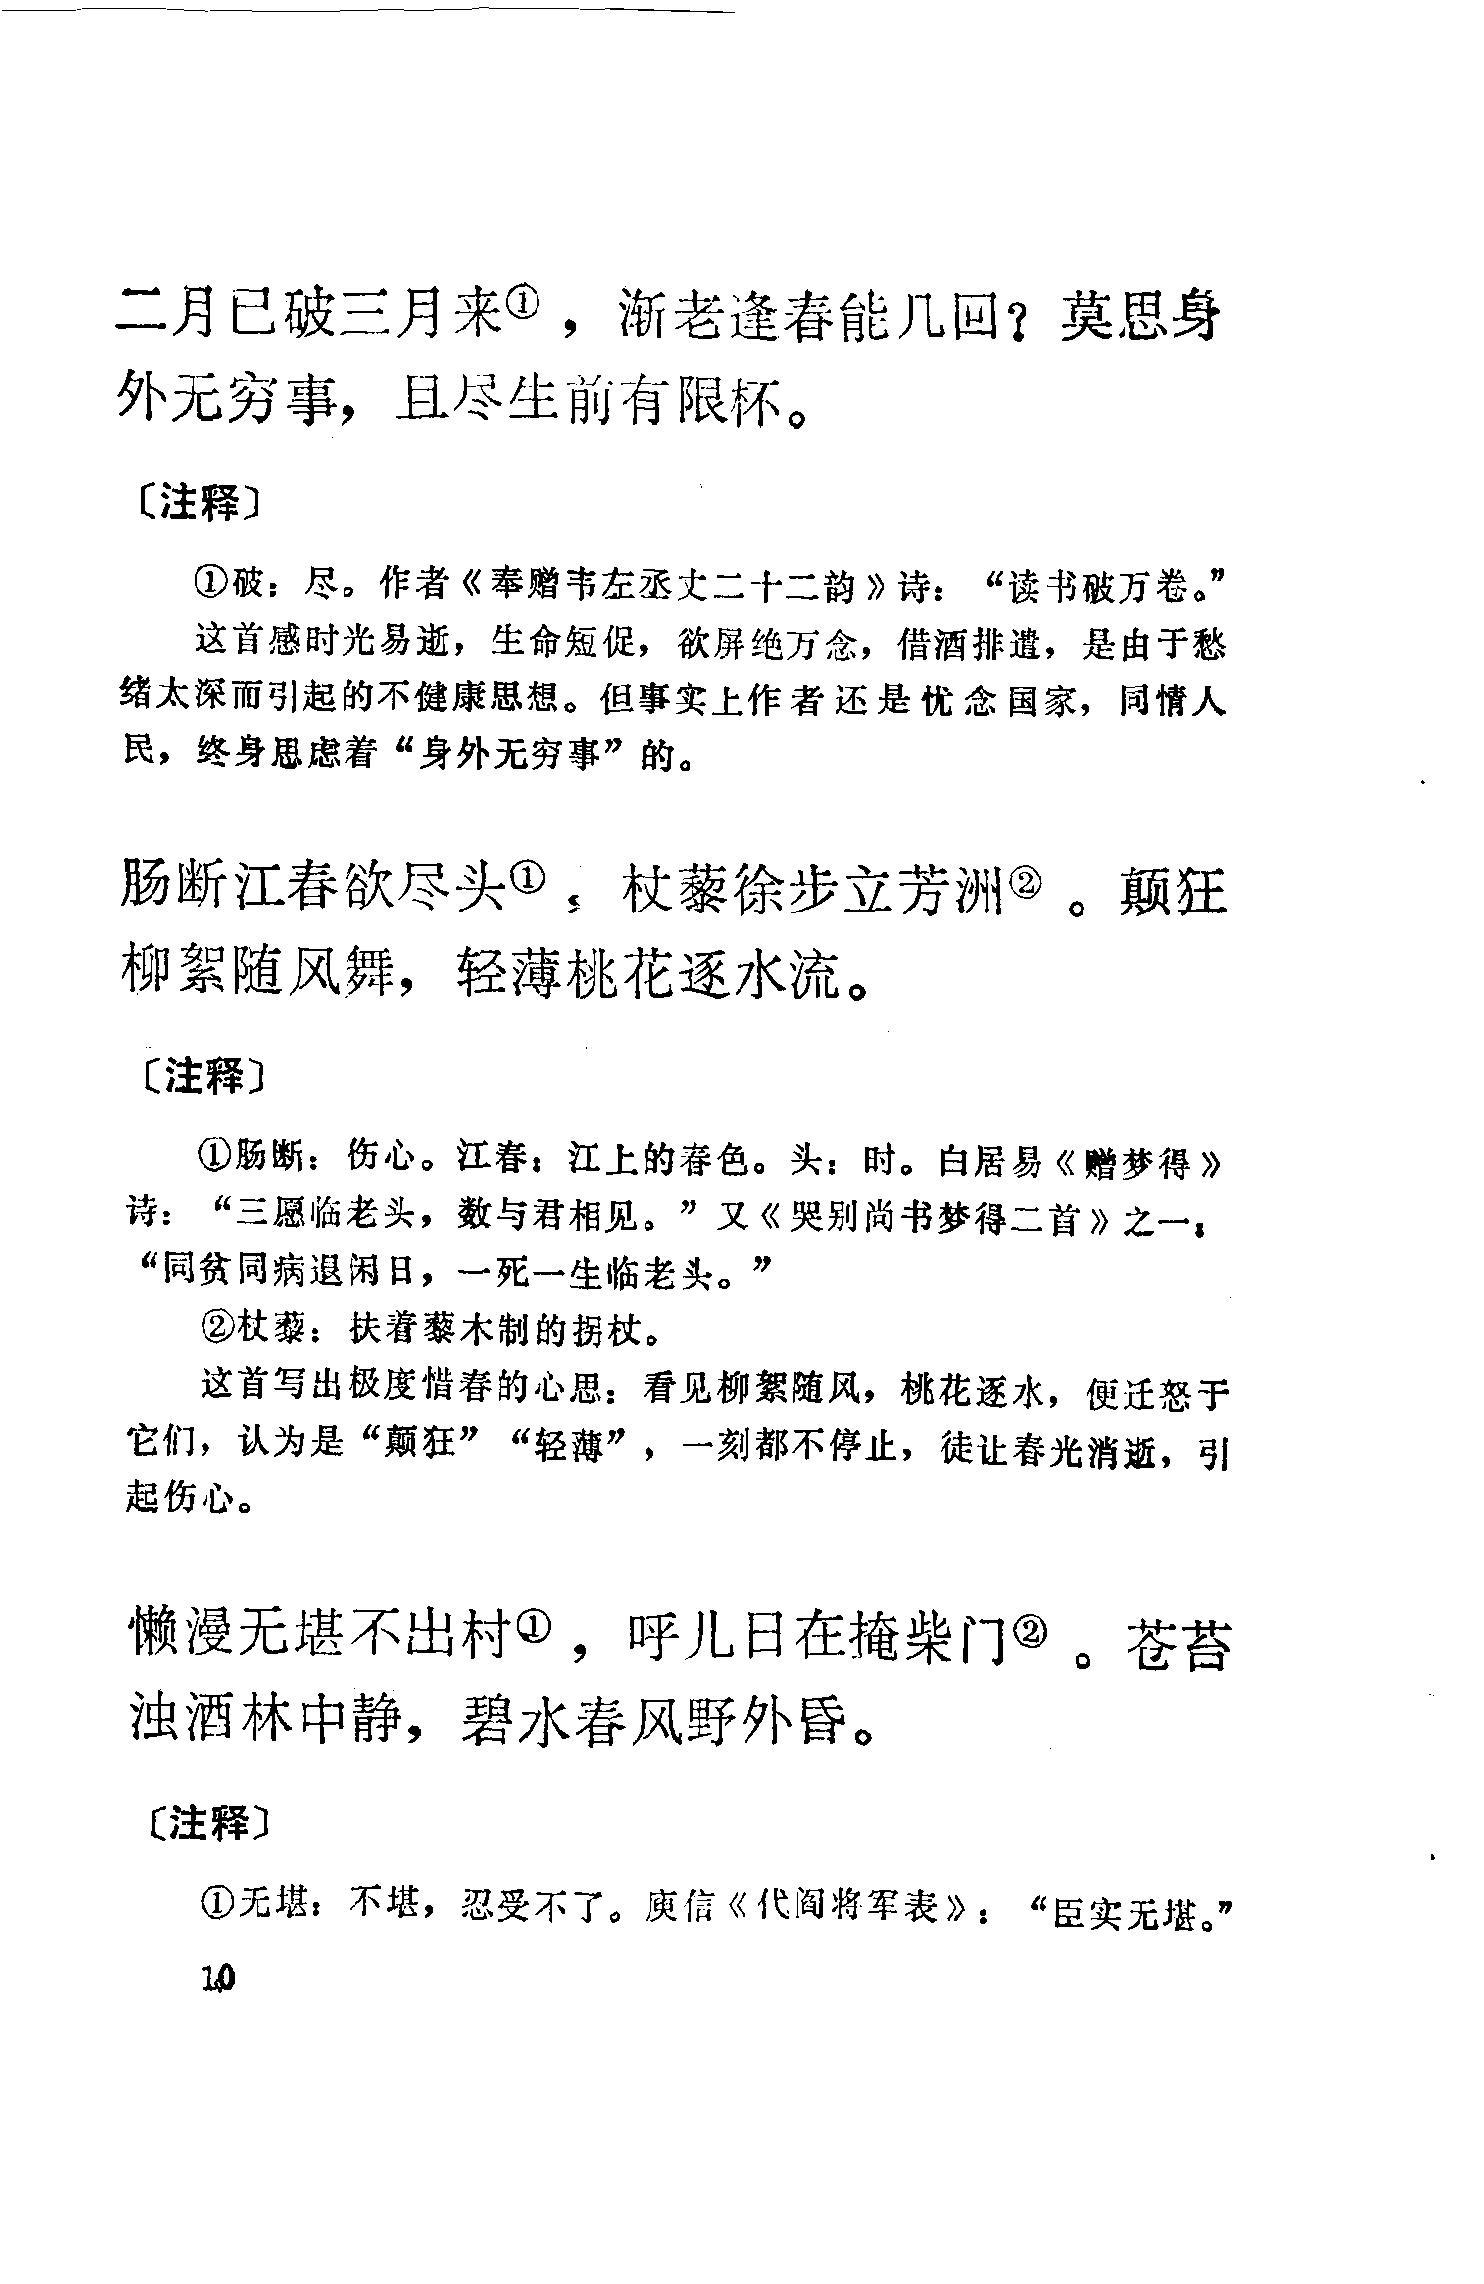 二月已破三月来①，渐老逢春能几回？莫思身
外无穷事，且尽生前有限杯。
〔注释〕
①破：尽。作者《奉赠韦左丞丈二十二韵》诗：“读书破万卷。”
这首感时光易逝，生命短促，欲屏绝万念，借酒排遣，是由于愁
绪太深而引起的不健康思想。但事实上作者还是忧念国家，同情人
民，终身思虑着“身外无穷事”的。
肠断江春欲尽头①，杖藜徐步立芳洲②。颠狂
柳絮随风舞，轻薄桃花逐水流。
〔注释〕
①肠断：伤心。江春：江上的春色。头：时。白居易《赠梦得》
诗：“三愿临老头，数与君相见。”又《哭别尚书梦得二首》之一：
“同贫同病退闲日，一死一生临老头。”
②杖藜：扶着藜木制的拐杖。
这首写出极度惜春的心思：看见柳絮随风，桃花逐水，便迁怒于
它们，认为是“颠狂”“轻薄”，一刻都不停止，徒让春光消逝，引
起伤心。
懒漫无堪不出村①，呼儿日在掩柴门②。苍苔
浊酒林中静，碧水春风野外昏。
〔注释〕
①无堪：不堪，忍受不了。庾信《代阎将军表》：“臣实无堪。”
10